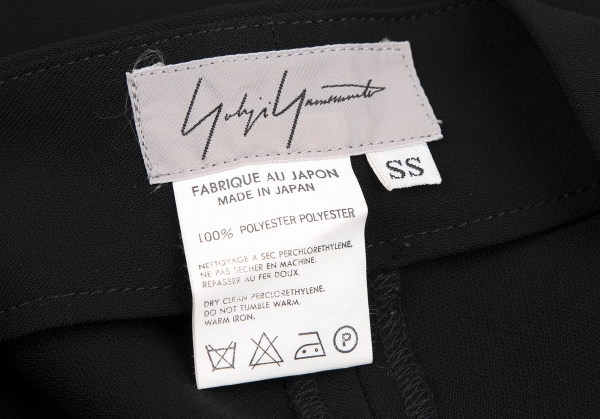 Yohji Yamamoto
SS
FABRIQUE AU JAPON
MADE IN JAPAN
100% POLYESTER POLYESTER
NETTOYAGE A SEC PERCHLORETHYLENE.
NE PAS SECHER EN MACHINE.
REPASSER AU FER DOUX.
DRY CLEAN PERCLORETHYLENE.
DO NOT TUMBLE WARM.
WARM IRON.
P